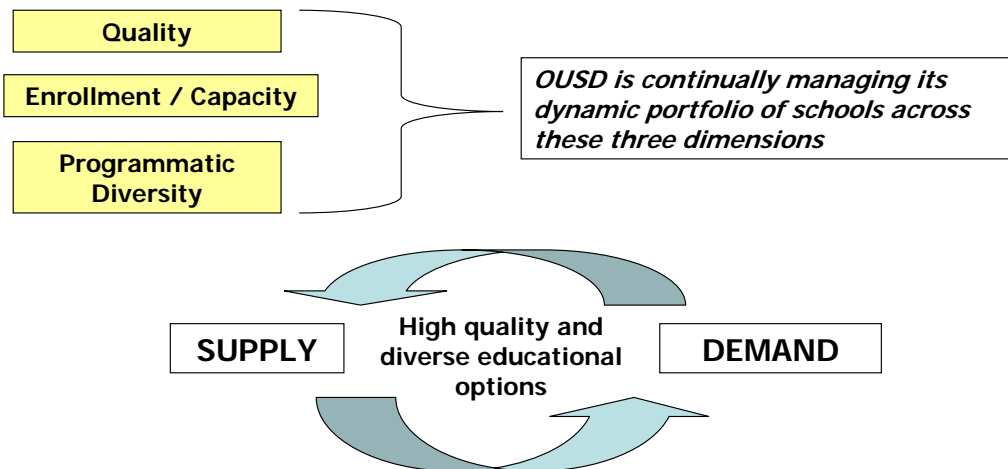 Quality
Enrollment / Capacity
Programmatic
Diversity
OUSD is continually managing its
dynamic portfolio of schools across
these three dimensions
SUPPLY
High quality and
diverse educational
options
DEMAND